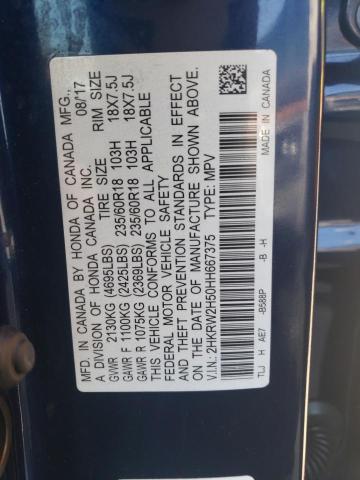 MFD. IN CANADA BY HONDA OF CANADA MFG., 08/17
A DIVISION OF HONDA CANADA INC.
TIRE SIZE RIM SIZE
GVWR 2130KG (4695LBS)
GAWR F 1100KG (2425LBS) 235/60R18 103H 18X7.5J
GAWR R 1075KG (2369LBS) 235/60R18 103H 18X7.5J
THIS VEHICLE CONFORMS TO ALL APPLICABLE
FEDERAL MOTOR VEHICLE SAFETY, BUMPER,
AND THEFT PREVENTION STANDARDS IN EFFECT
ON THE DATE OF MANUFACTURE SHOWN ABOVE.
V.I.N.: 2HKRW2H50HH667375 TYPE: MPV
TLJ H AE7 -B588P -B -H
MADE IN CANADA